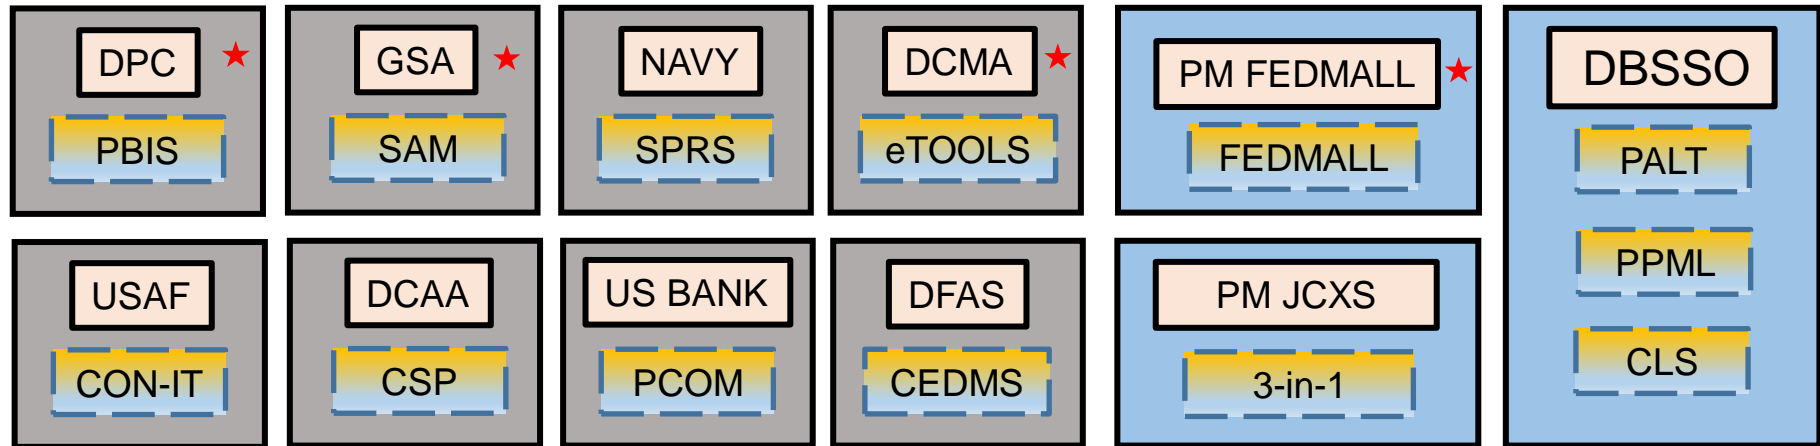 DPC
PBIS
GSA
SAM
NAVY
SPRS
DCMA
eTOOLS
PM FEDMALL
FEDMALL
DBSSO
PALT
PPML
CLS
USAF
CON-IT
DCAA
CSP
US BANK
PCOM
DFAS
CEDMS
PM JCXS
3-in-1